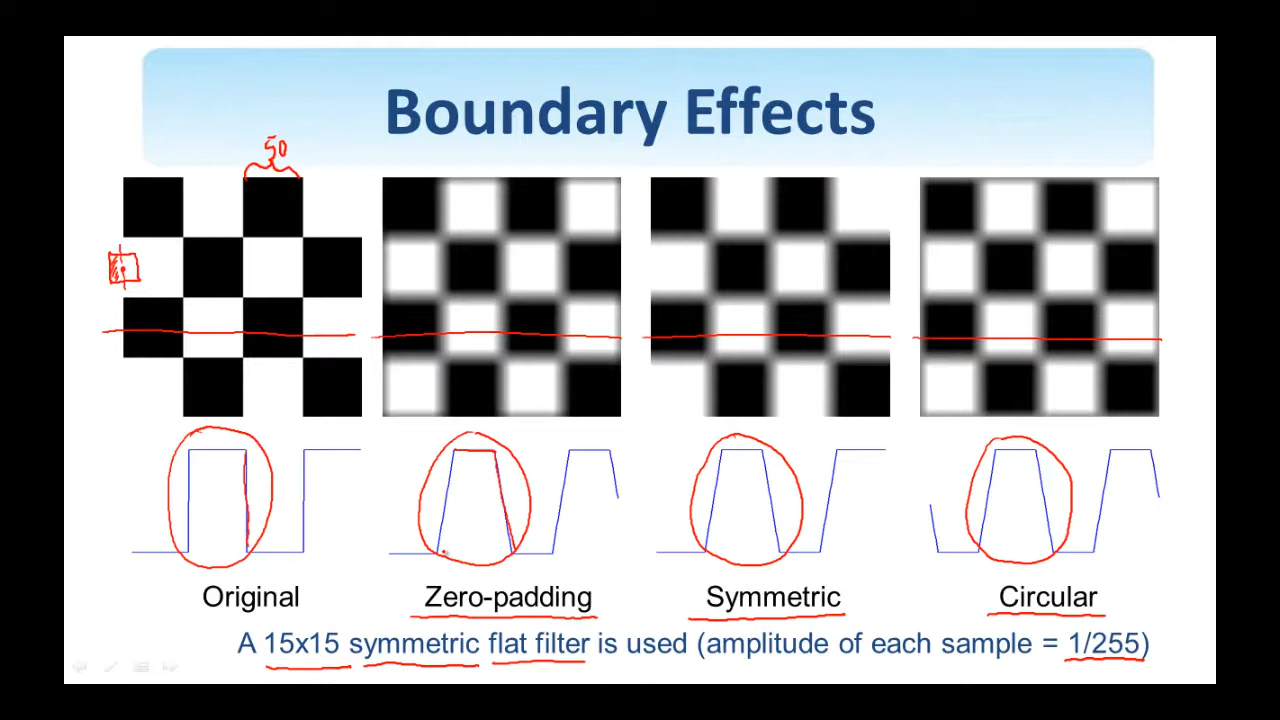 Boundary Effects
50
Original
Zero-padding
Symmetric
Circular
A 15x15 symmetric flat filter is used (amplitude of each sample = 1/255)